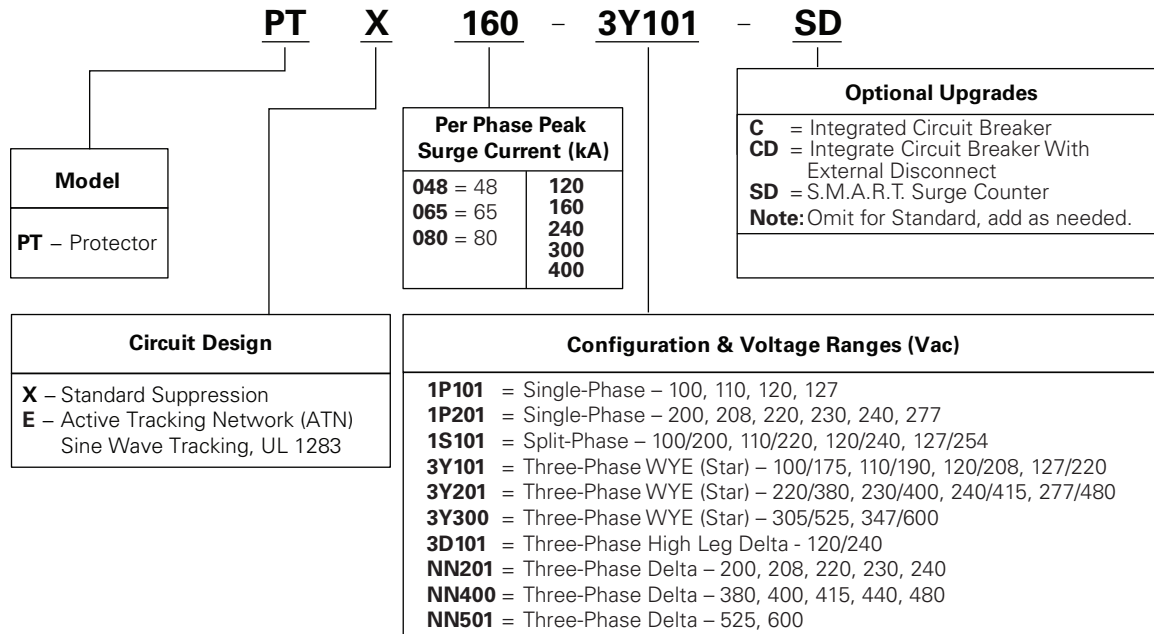 PT X 160 – 3Y101 – SD
Model
PT – Protector
Circuit Design
X – Standard Suppression
E – Active Tracking Network (ATN)
Sine Wave Tracking, UL 1283
Per Phase Peak
Surge Current (kA)
048 = 48
065 = 65
080 = 80
120
160
240
300
400
Configuration & Voltage Ranges (Vac)
1P101 = Single-Phase – 100, 110, 120, 127
1P201 = Single-Phase – 200, 208, 220, 230, 240, 277
1S101 = Split-Phase – 100/200, 110/220, 120/240, 127/254
3Y101 = Three-Phase WYE (Star) – 100/175, 110/190, 120/208, 127/220
3Y201 = Three-Phase WYE (Star) – 220/380, 230/400, 240/415, 277/480
3Y300 = Three-Phase WYE (Star) – 305/525, 347/600
3D101 = Three-Phase High Leg Delta - 120/240
NN201 = Three-Phase Delta – 200, 208, 220, 230, 240
NN400 = Three-Phase Delta – 380, 400, 415, 440, 480
NN501 = Three-Phase Delta – 525, 600
Optional Upgrades
C = Integrated Circuit Breaker
CD = Integrate Circuit Breaker With
External Disconnect
SD = S.M.A.R.T. Surge Counter
Note: Omit for Standard, add as needed.